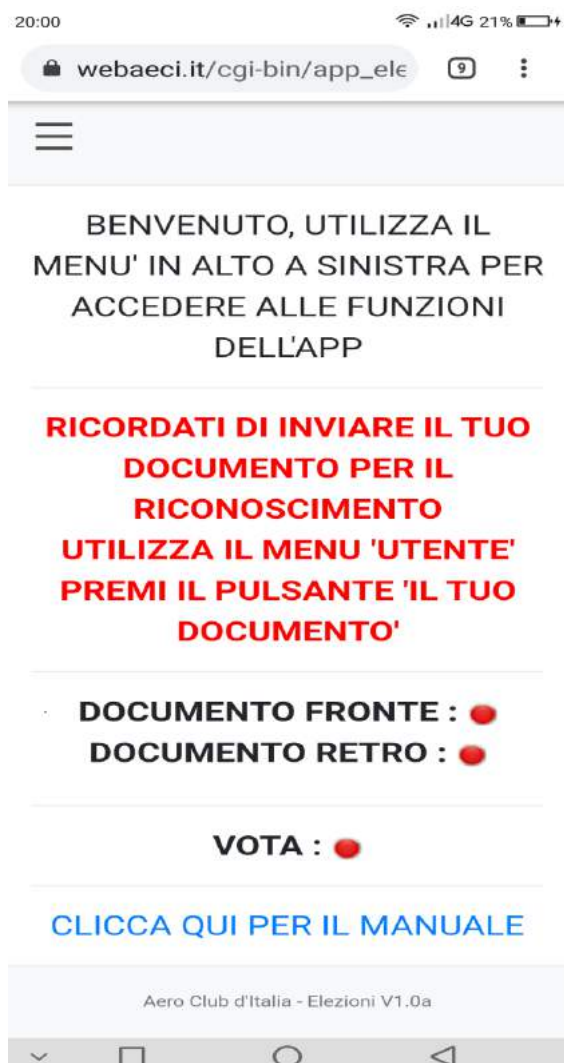 20:00 4G 21%
webaeci.it/cgi-bin/app_ele 9
BENVENUTO, UTILIZZA IL
MENU' IN ALTO A SINISTRA PER
ACCEDERE ALLE FUNZIONI
DELL'APP
RICORDATI DI INVIARE IL TUO
DOCUMENTO PER IL
RICONOSCIMENTO
UTILIZZA IL MENU 'UTENTE'
PREMI IL PULSANTE 'IL TUO
DOCUMENTO'
DOCUMENTO FRONTE :
DOCUMENTO RETRO :
VOTA :
CLICCA QUI PER IL MANUALE
Aero Club d'Italia - Elezioni V1.0a